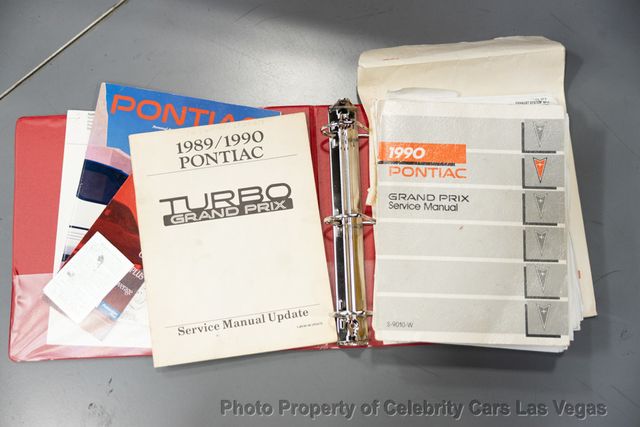 PONTIAC
1989/1990
PONTIAC
TURBO
GRAND PRIX
Service Manual Update
1990
PONTIAC
GRAND PRIX
Service Manual
S-9010-W
Photo Property of Celebrity Cars Las Vegas